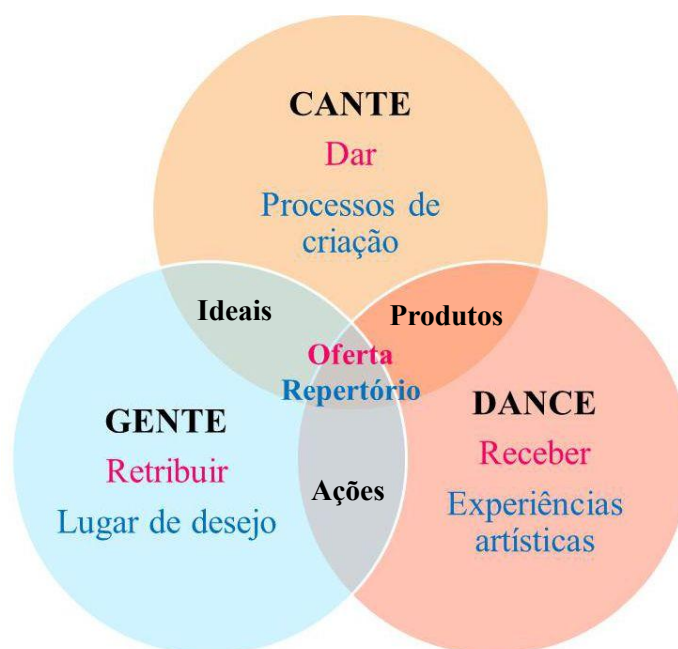 CANTE
Dar
Processos de
criação
Ideais
Produtos
Oferta
Repertório
GENTE
Retribuir
Lugar de desejo
Ações
DANCE
Receber
Experiências
artísticas